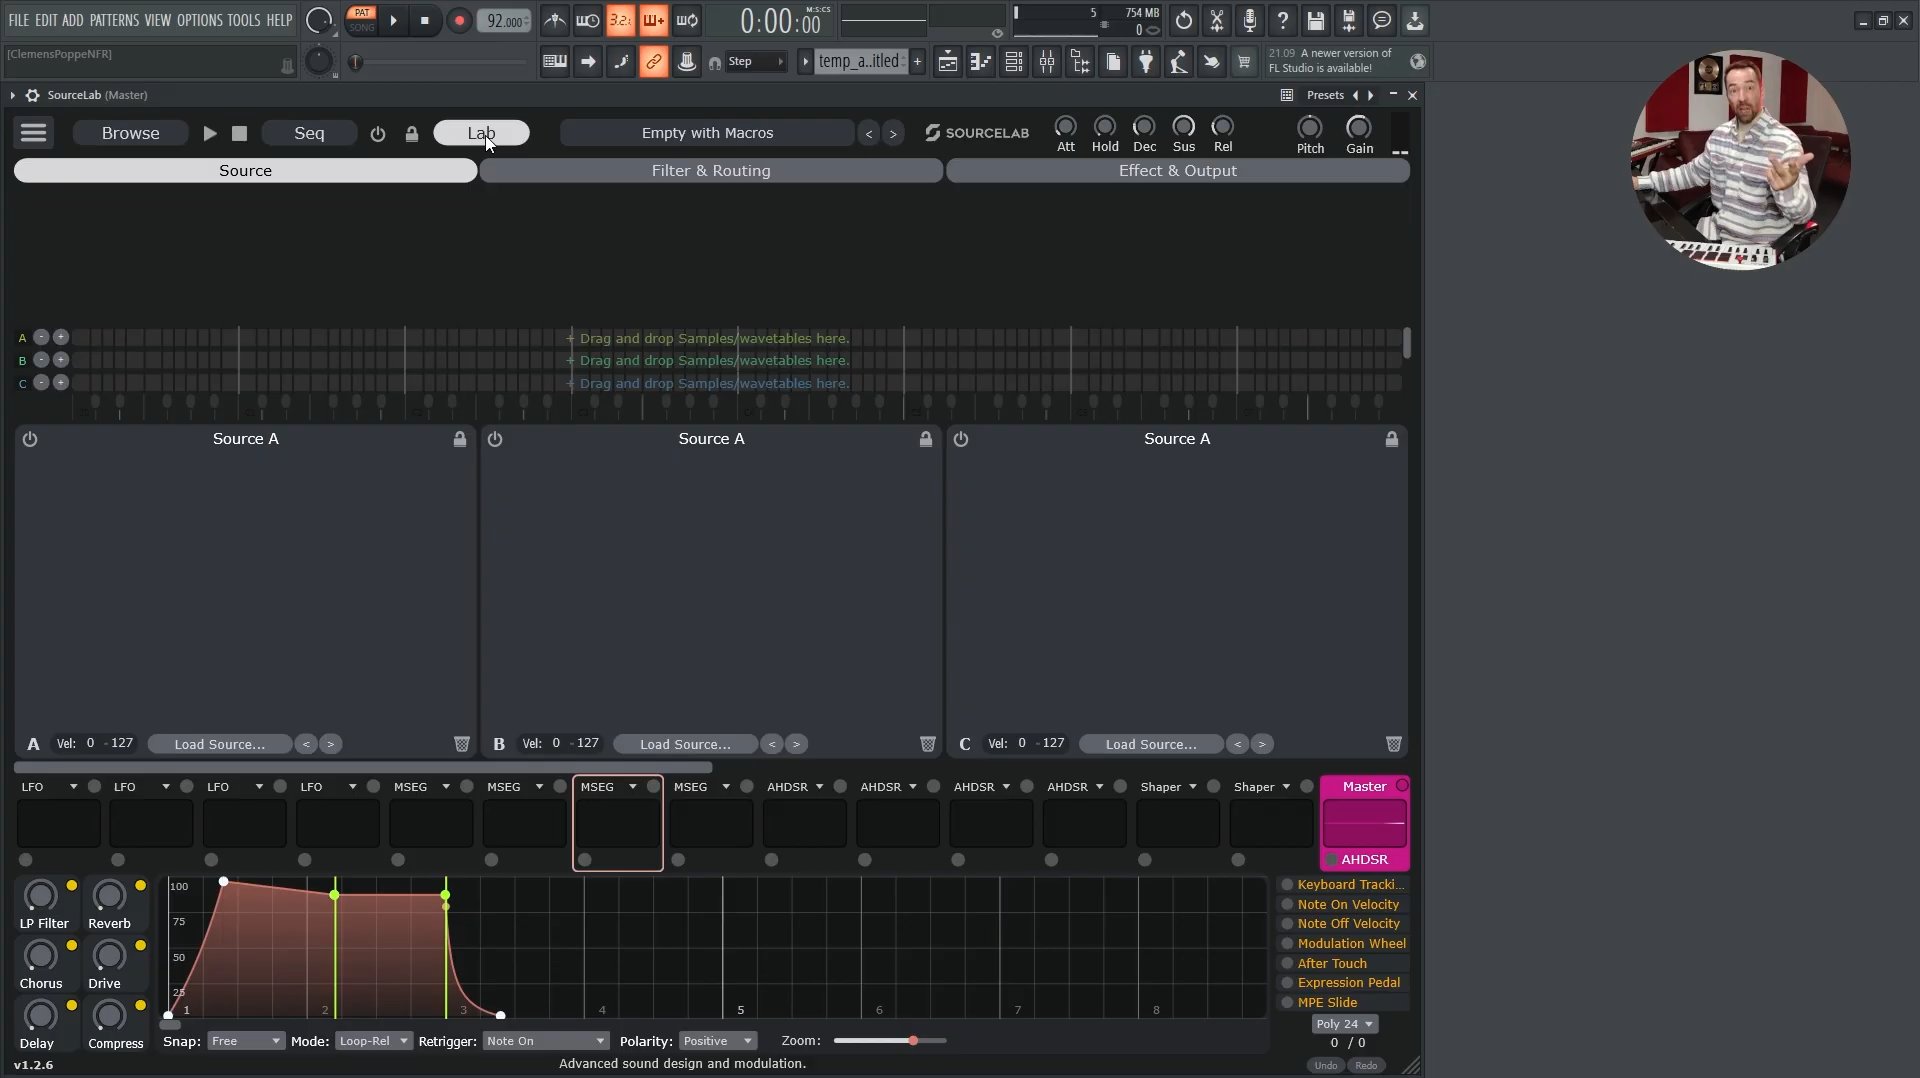 FILE EDIT ADD PATTERNS VIEW OPTIONS TOOLS HELP
PAT
SONG
92.000
3.2.
0:00:00
M:S:CS
5
754 MB
0
[ClemensPoppeNFR]
Step
temp_a..itled
21.09 A newer version of
FL Studio is available!
SourceLab (Master)
Presets
Browse
Seq
Lab
Empty with Macros
< >
SOURCELAB
Att
Hold
Dec
Sus
Rel
Pitch
Gain
Source
Filter & Routing
Effect & Output
A - + + Drag and drop Samples/wavetables here.
B - + + Drag and drop Samples/wavetables here.
C - + + Drag and drop Samples/wavetables here.
Source A
Source A
Source A
A Vel: 0 - 127 Load Source... < >
B Vel: 0 - 127 Load Source... < >
C Vel: 0 - 127 Load Source... < >
LFO
LFO
LFO
LFO
MSEG
MSEG
MSEG
MSEG
AHDSR
AHDSR
AHDSR
AHDSR
Shaper
Shaper
Master
AHDSR
LP Filter
Reverb
Chorus
Drive
Delay
Compress
100
75
50
25
1 2 3 4 5 6 7 8
Keyboard Tracki...
Note On Velocity
Note Off Velocity
Modulation Wheel
After Touch
Expression Pedal
MPE Slide
Poly 24
0 / 0
Snap: Free Mode: Loop-Rel Retrigger: Note On Polarity: Positive Zoom:
v1.2.6
Advanced sound design and modulation.
Undo Redo